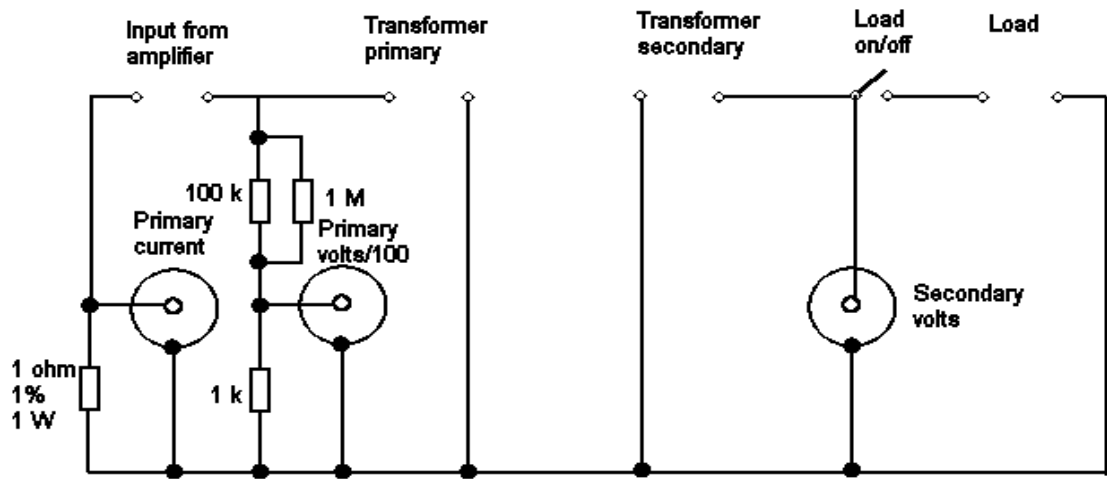 Input from
amplifier
Transformer
primary
Transformer
secondary
Load
on/off
Load
100 k
1 M
Primary
current
Primary
volts/100
Secondary
volts
1 ohm
1%
1 W
1 k